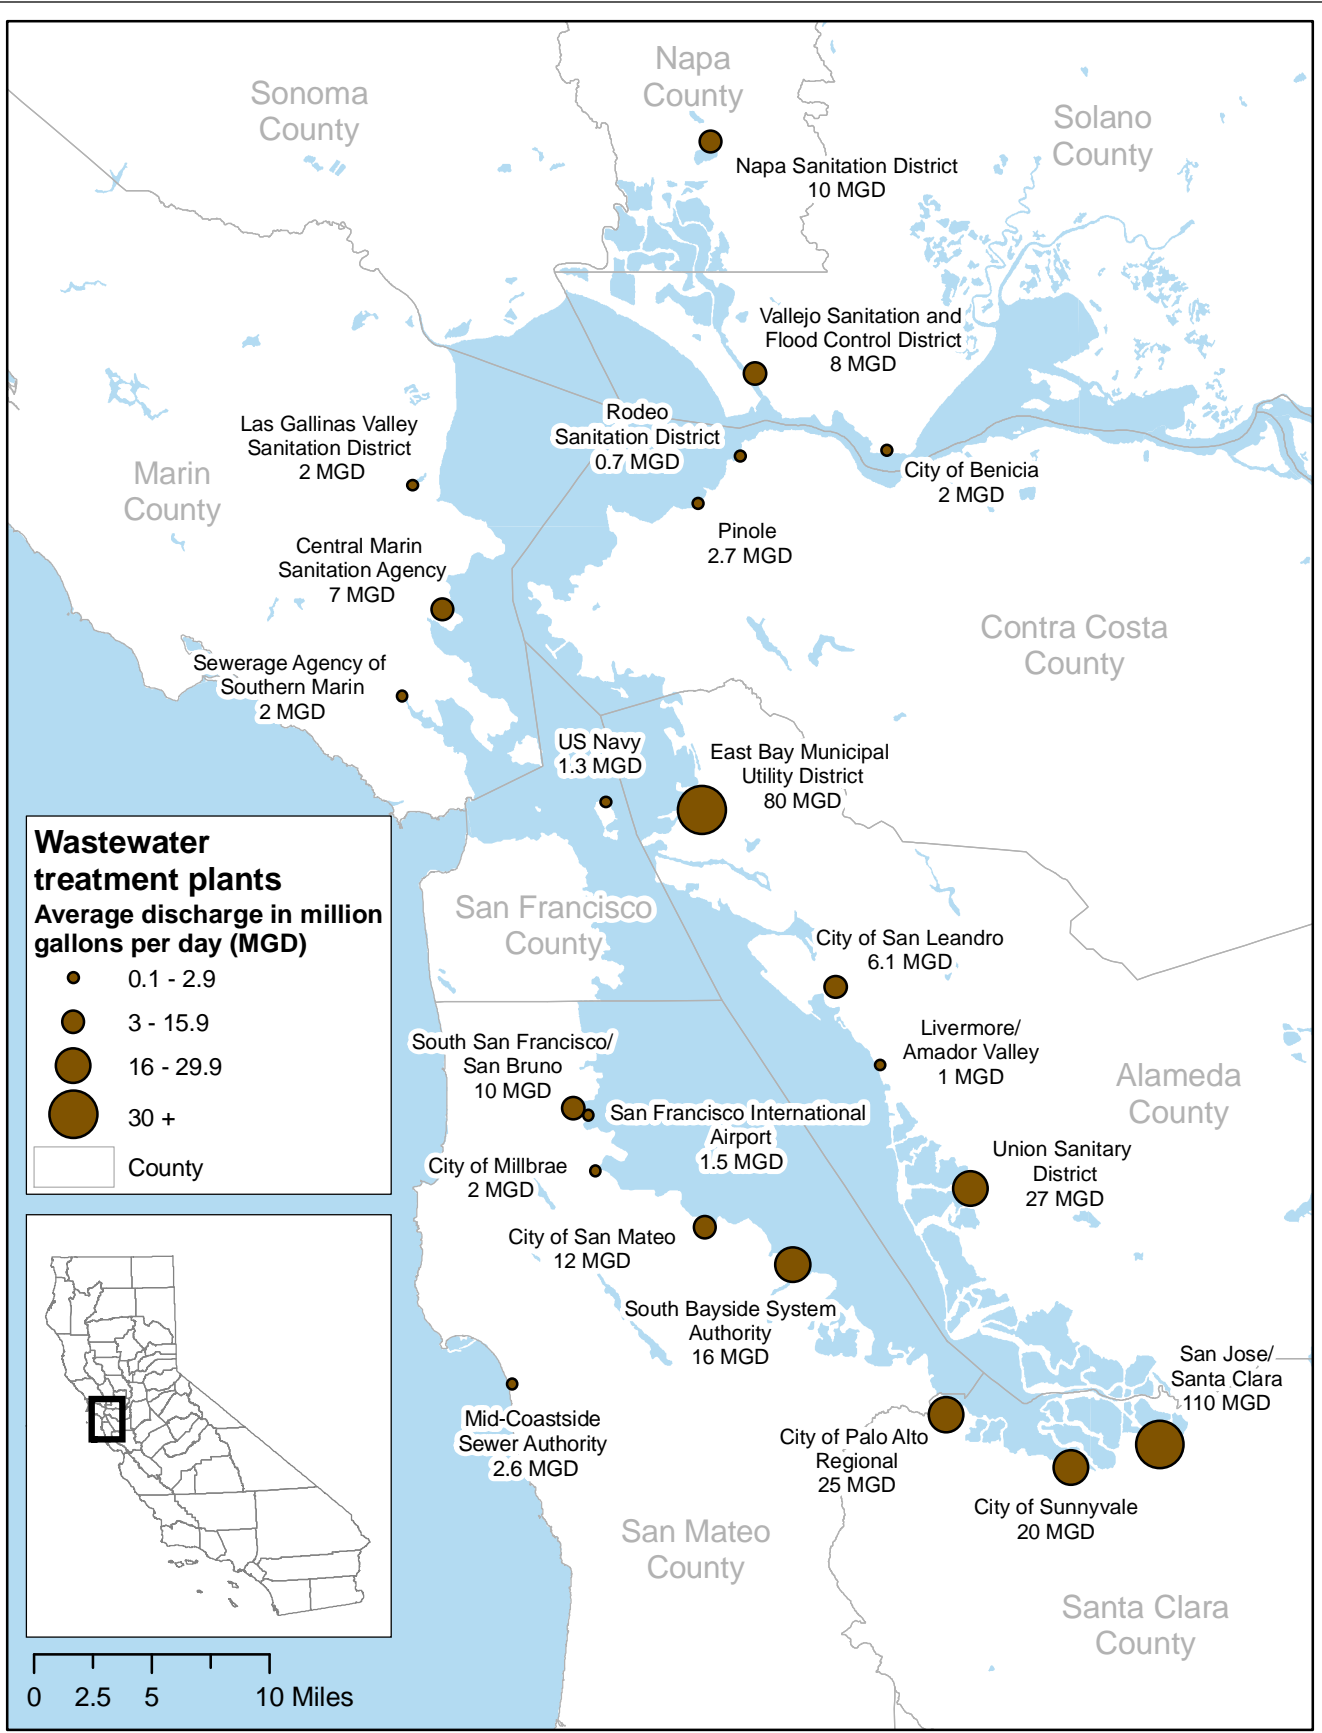 Napa
County
Sonoma
County
Solano
County
Napa Sanitation District
10 MGD
Vallejo Sanitation and
Flood Control District
8 MGD
Rodeo
Sanitation District
0.7 MGD
Las Gallinas Valley
Sanitation District
2 MGD
City of Benicia
2 MGD
Marin
County
Pinole
2.7 MGD
Central Marin
Sanitation Agency
7 MGD
Contra Costa
County
Sewerage Agency of
Southern Marin
2 MGD
US Navy
1.3 MGD
East Bay Municipal
Utility District
80 MGD
Wastewater
treatment plants
Average discharge in million
gallons per day (MGD)
0.1 - 2.9
3 - 15.9
16 - 29.9
30 +
County
San Francisco
County
City of San Leandro
6.1 MGD
Livermore/
Amador Valley
1 MGD
South San Francisco/
San Bruno
10 MGD
Alameda
County
San Francisco International
Airport
1.5 MGD
City of Millbrae
2 MGD
Union Sanitary
District
27 MGD
City of San Mateo
12 MGD
South Bayside System
Authority
16 MGD
San Jose/
Santa Clara
110 MGD
Mid-Coastside
Sewer Authority
2.6 MGD
City of Palo Alto
Regional
25 MGD
City of Sunnyvale
20 MGD
San Mateo
County
Santa Clara
County
0 2.5 5 10 Miles